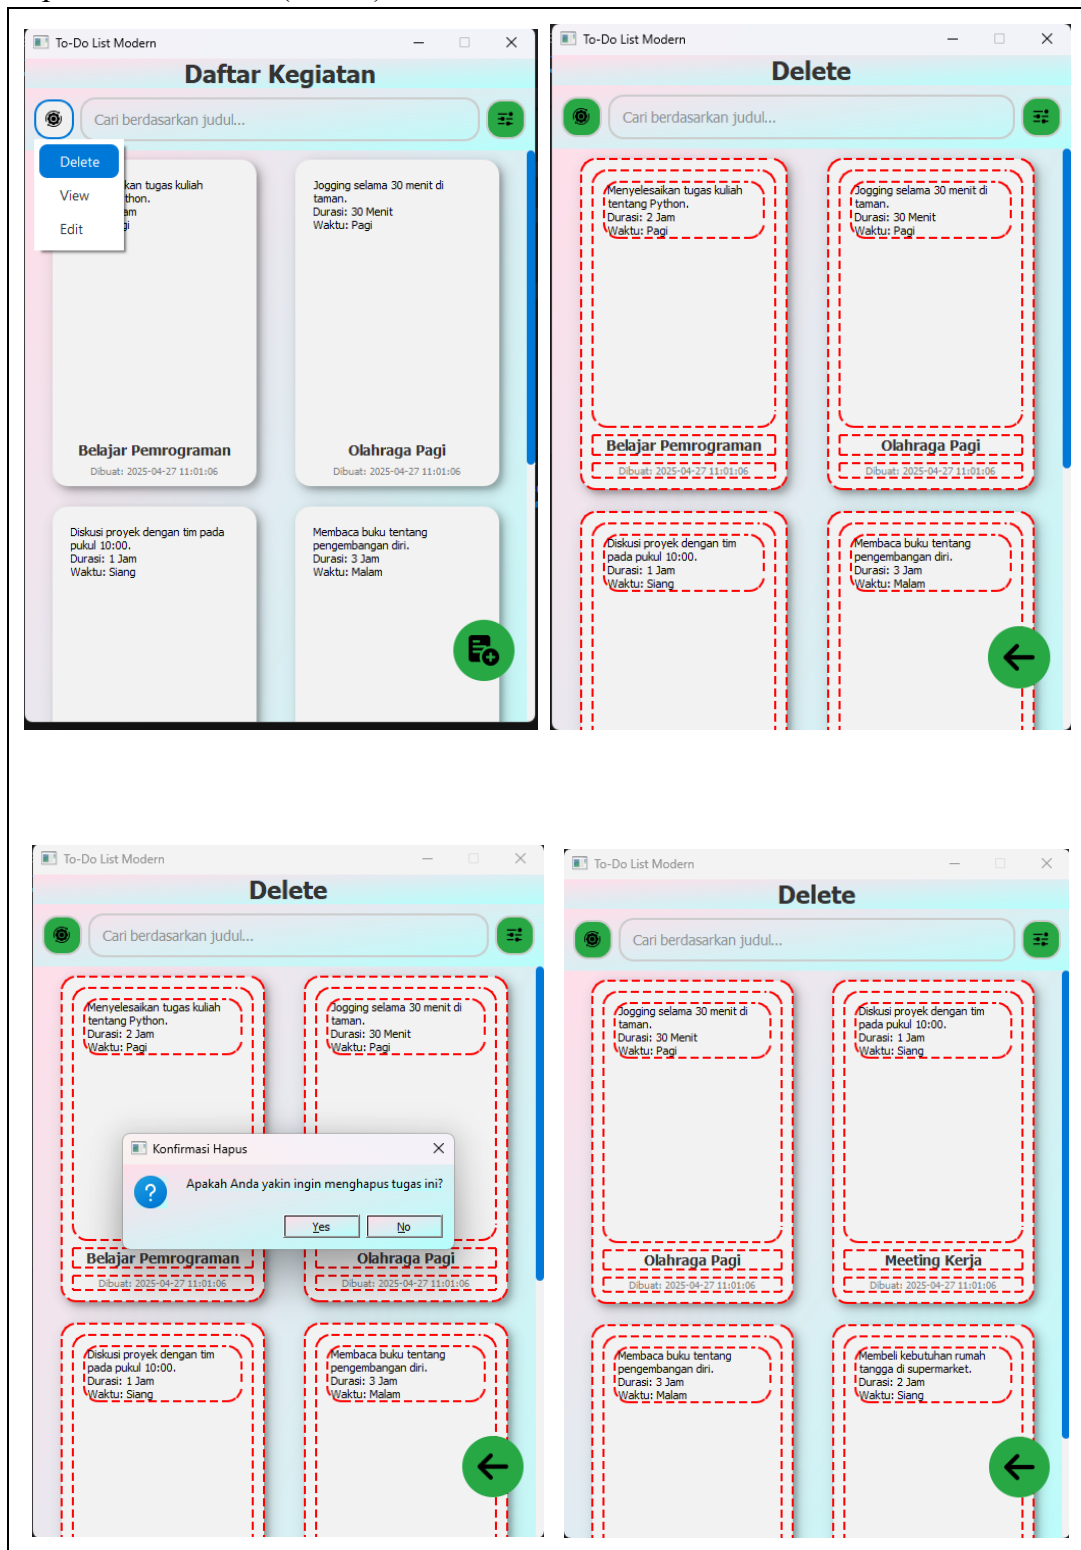 To-Do List Modern
Daftar Kegiatan
Cari berdasarkan judul...
Delete
View
Edit
kan tugas kuliah
thon.
am
gi
Belajar Pemrograman
Dibuat: 2025-04-27 11:01:06
Jogging selama 30 menit di
taman.
Durasi: 30 Menit
Waktu: Pagi
Olahraga Pagi
Dibuat: 2025-04-27 11:01:06
Diskusi proyek dengan tim pada
pukul 10:00.
Durasi: 1 Jam
Waktu: Siang
Membaca buku tentang
pengembangan diri.
Durasi: 3 Jam
Waktu: Malam
To-Do List Modern
Delete
Cari berdasarkan judul...
Menyelesaikan tugas kuliah
tentang Python.
Durasi: 2 Jam
Waktu: Pagi
Belajar Pemrograman
Dibuat: 2025-04-27 11:01:06
Jogging selama 30 menit di
taman.
Durasi: 30 Menit
Waktu: Pagi
Olahraga Pagi
Dibuat: 2025-04-27 11:01:06
Diskusi proyek dengan tim
pada pukul 10:00.
Durasi: 1 Jam
Waktu: Siang
Membaca buku tentang
pengembangan diri.
Durasi: 3 Jam
Waktu: Malam
To-Do List Modern
Delete
Cari berdasarkan judul...
Menyelesaikan tugas kuliah
tentang Python.
Durasi: 2 Jam
Waktu: Pagi
Jogging selama 30 menit di
taman.
Durasi: 30 Menit
Waktu: Pagi
Konfirmasi Hapus
Apakah Anda yakin ingin menghapus tugas ini?
Yes
No
Belajar Pemrograman
Dibuat: 2025-04-27 11:01:06
Olahraga Pagi
Dibuat: 2025-04-27 11:01:06
Diskusi proyek dengan tim
pada pukul 10:00.
Durasi: 1 Jam
Waktu: Siang
Membaca buku tentang
pengembangan diri.
Durasi: 3 Jam
Waktu: Malam
To-Do List Modern
Delete
Cari berdasarkan judul...
Jogging selama 30 menit di
taman.
Durasi: 30 Menit
Waktu: Pagi
Olahraga Pagi
Dibuat: 2025-04-27 11:01:06
Diskusi proyek dengan tim
pada pukul 10:00.
Durasi: 1 Jam
Waktu: Siang
Meeting Kerja
Dibuat: 2025-04-27 11:01:06
Membaca buku tentang
pengembangan diri.
Durasi: 3 Jam
Waktu: Malam
Membeli kebutuhan rumah
tangga di supermarket.
Durasi: 2 Jam
Waktu: Siang